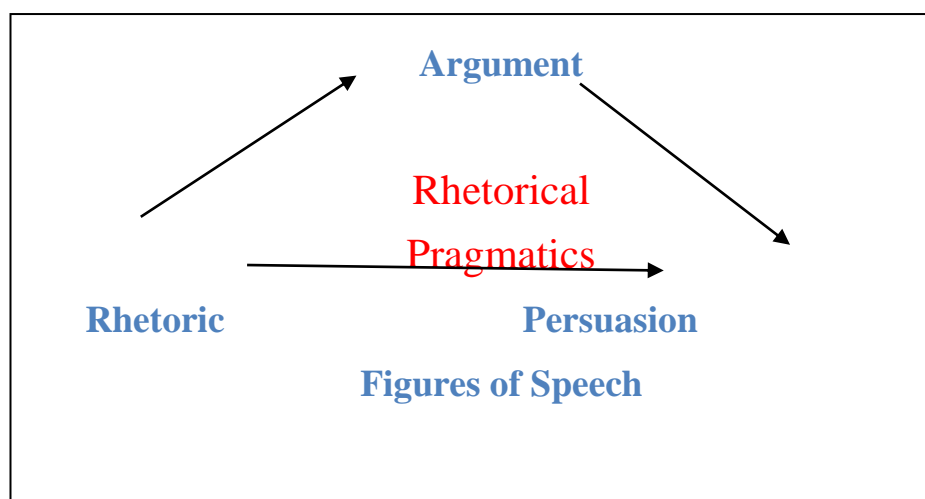 Argument
Rhetorical
Pragmatics
Rhetoric Persuasion
Figures of Speech